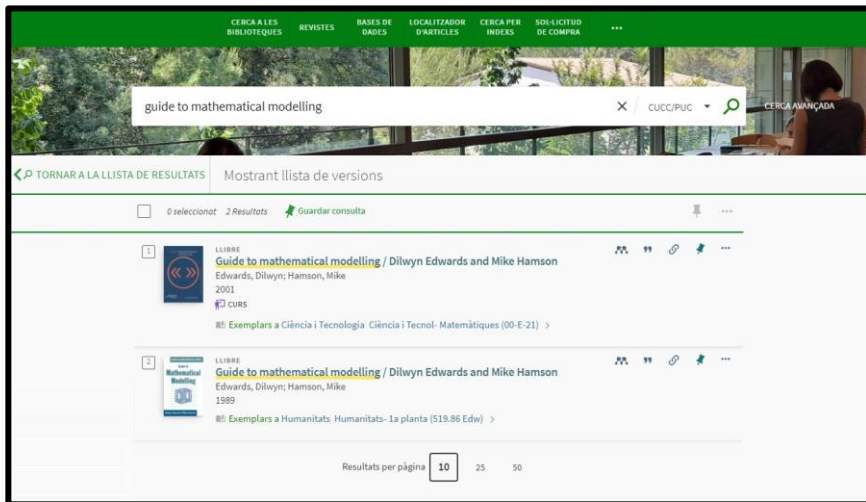 CERCA A LES BIBLIOTEQUES
REVISTES
BASES DE DADES
LOCALITZADOR D'ARTICLES
CERCA PER INDEXS
SOL·LICITUD DE COMPRA
guide to mathematical modelling
CUCC/PUC
CERCA AVANÇADA
TORNAR A LA LLISTA DE RESULTATS
Mostrant llista de versions
0 seleccionat 2 Resultats
Guardar consulta
1
LLIBRE
Guide to mathematical modelling / Dilwyn Edwards and Mike Hamson
Edwards, Dilwyn; Hamson, Mike
2001
CURS
Exemplars a Ciència i Tecnologia Ciència i Tecnol- Matemàtiques (00-E-21) >
2
Mathematical
Modelling
LLIBRE
Guide to mathematical modelling / Dilwyn Edwards and Mike Hamson
Edwards, Dilwyn; Hamson, Mike
1989
Exemplars a Humanitats Humanitats- 1a planta (519.86 Edw) >
Resultats per pàgina 10 25 50